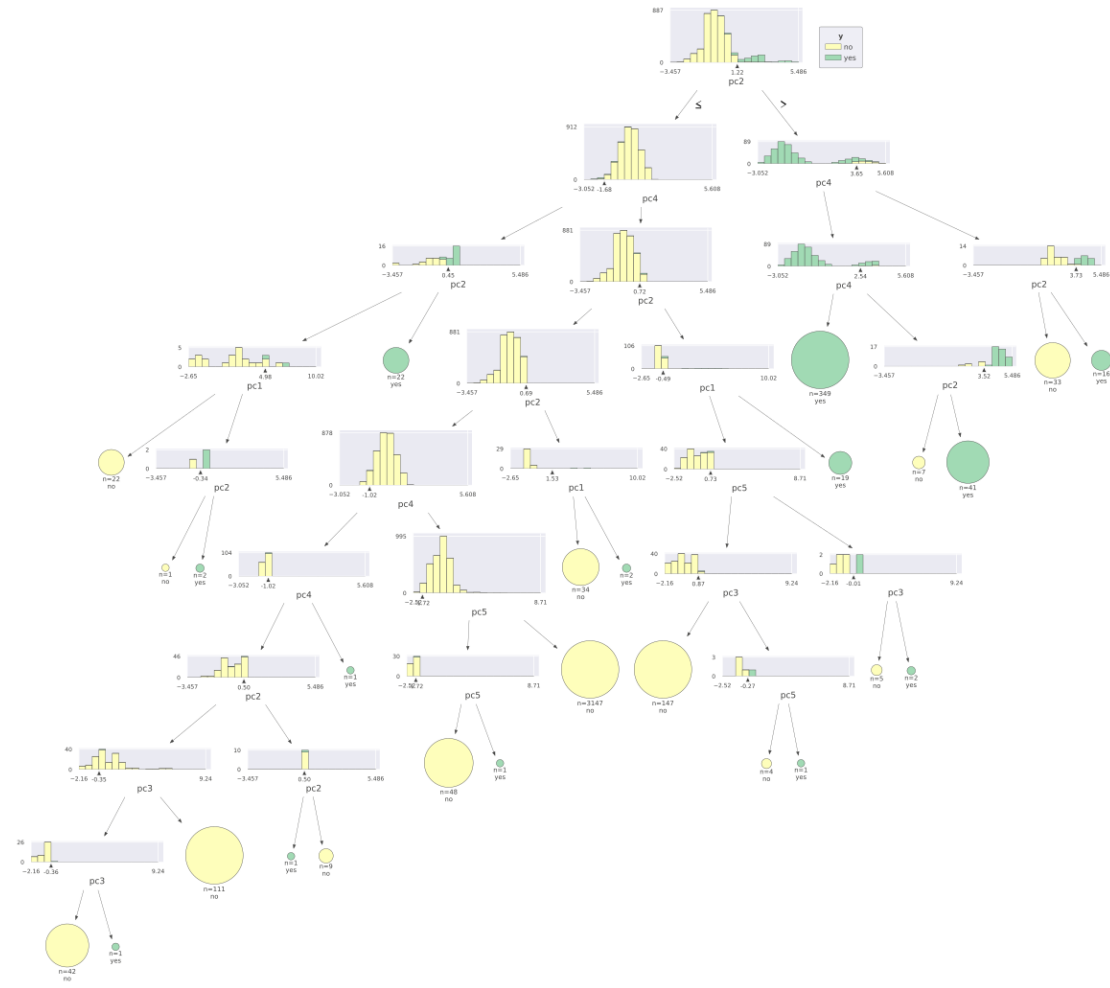 887
0
−3.457
1.22
5.486
pc2
y
no
yes
≤
>
912
0
−3.052
-1.68
5.608
pc4
89
0
−3.052
3.65
5.608
pc4
16
0
−3.457
0.45
5.486
pc2
881
0
−3.457
0.72
5.486
pc2
89
0
−3.052
2.54
5.608
pc4
14
0
−3.457
3.73
5.486
pc2
5
0
−2.65
4.98
10.02
pc1
n=22
yes
881
0
−3.457
0.69
5.486
pc2
106
0
−2.65
-0.49
10.02
pc1
n=349
yes
17
0
−3.457
3.52
5.486
pc2
n=33
no
n=16
yes
n=22
no
2
0
−3.457
-0.34
5.486
pc2
878
0
−3.052
-1.02
5.608
pc4
29
0
−2.65
1.53
10.02
pc1
40
0
−2.52
0.73
8.71
pc5
n=19
yes
n=7
no
n=41
yes
n=1
no
n=2
yes
104
0
−3.052
-1.02
5.608
pc4
995
0
8.71
pc5
n=34
no
n=2
yes
40
0
−2.16
0.87
9.24
pc3
2
0
−2.16
-0.01
9.24
pc3
46
0
−3.457
0.50
5.486
pc2
n=1
yes
30
0
8.71
pc5
n=3147
no
n=147
no
3
0
−2.52
-0.27
8.71
pc5
n=5
no
n=2
yes
40
0
−2.16
-0.35
9.24
pc3
10
0
−3.457
0.50
5.486
pc2
n=48
no
n=1
yes
n=4
no
n=1
yes
26
0
−2.16
-0.36
9.24
pc3
n=111
no
n=1
yes
n=9
no
n=42
no
n=1
yes